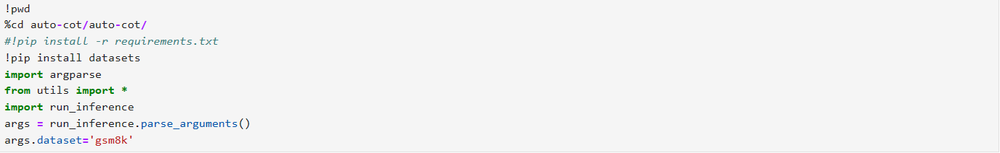 !pwd
%cd auto-cot/auto-cot/
#!pip install -r requirements.txt
!pip install datasets
import argparse
from utils import *
import run_inference
args = run_inference.parse_arguments()
args.dataset='gsm8k'